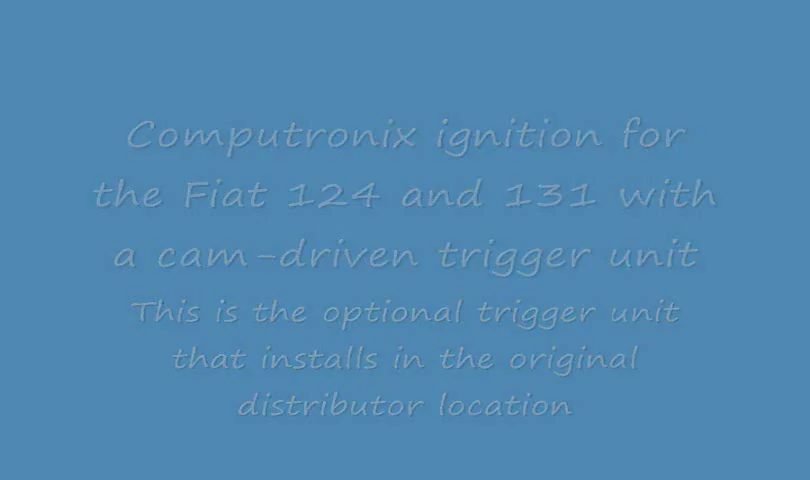 Computronix ignition for
the Fiat 124 and 131 with
a cam-driven trigger unit
This is the optional trigger unit
that installs in the original
distributor location